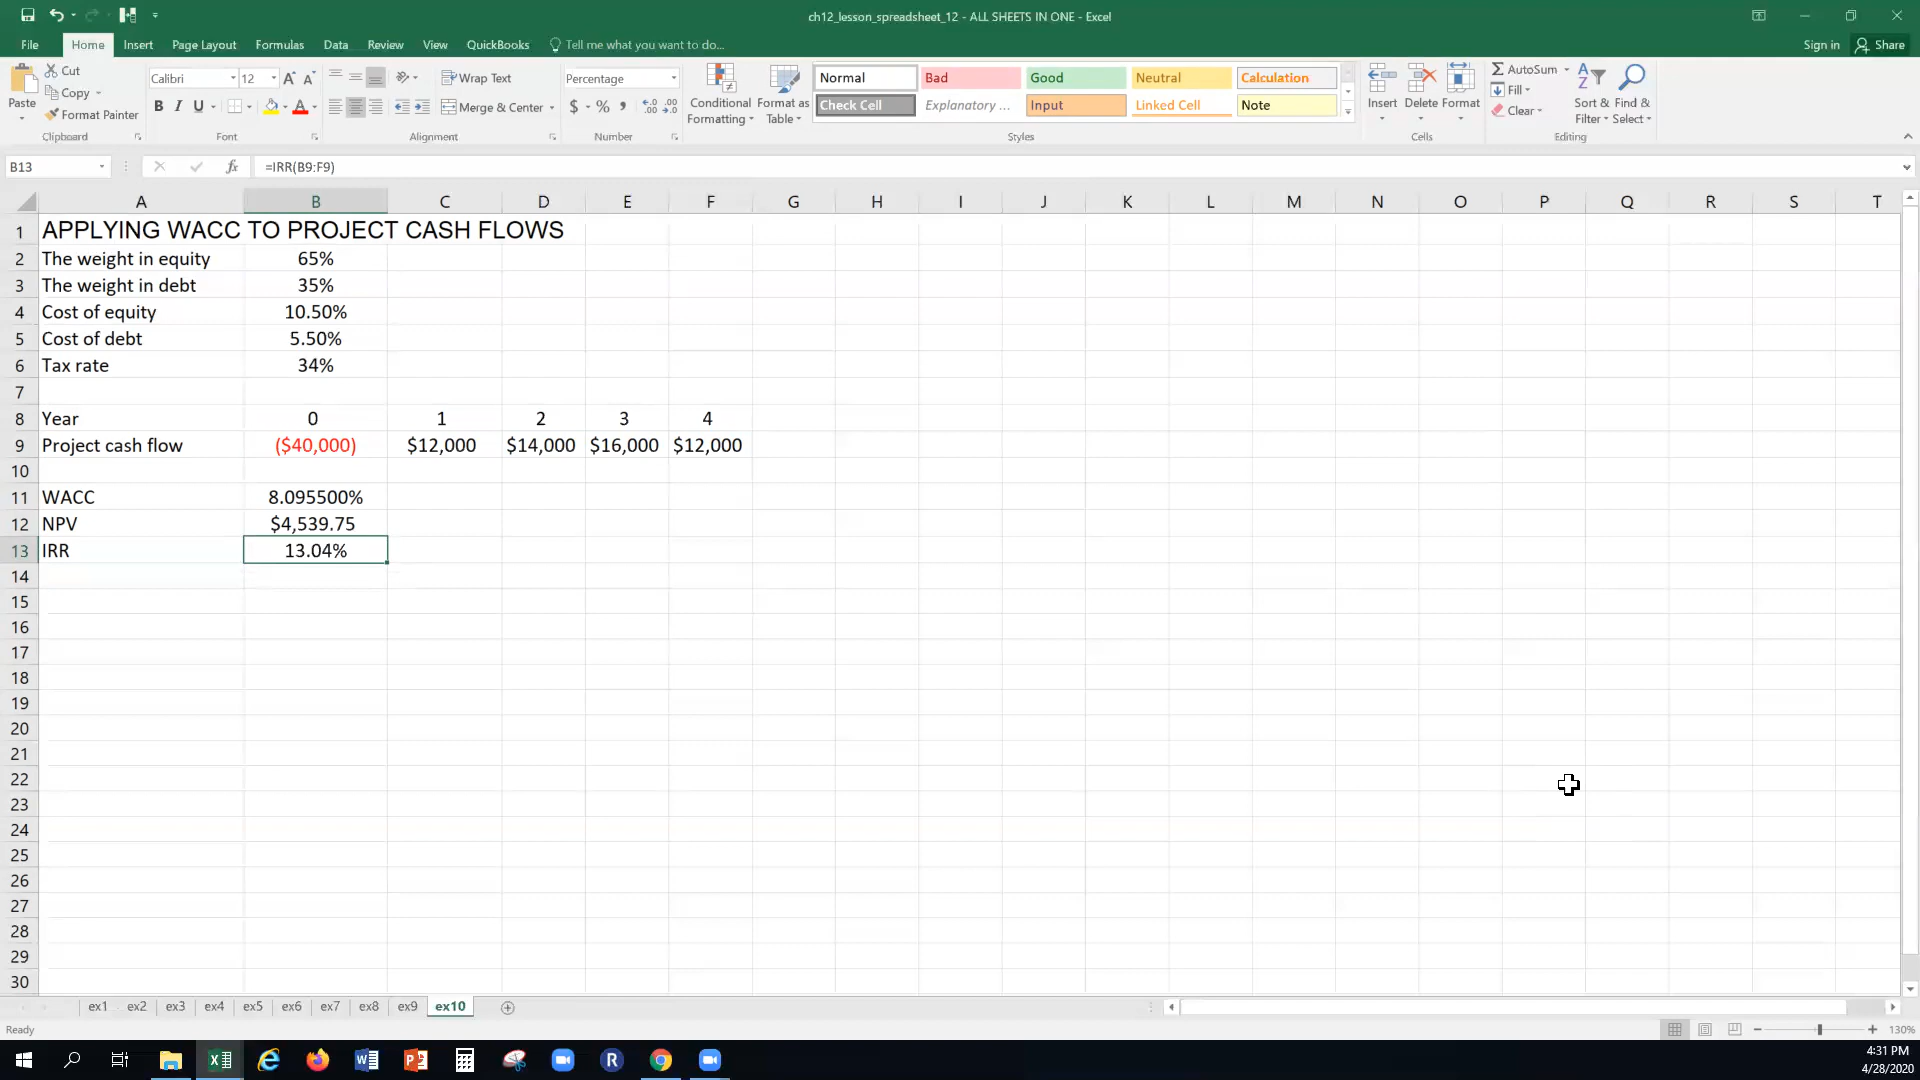 ch12_lesson_spreadsheet_12 - ALL SHEETS IN ONE - Excel
File Home Insert Page Layout Formulas Data Review View QuickBooks Tell me what you want to do... Sign in Share
Paste
Cut
Copy
Format Painter
Clipboard
Calibri 12
B I U
Font
Wrap Text
Merge & Center
Alignment
Percentage
$ % ,
Number
Conditional Formatting
Format as Table
Normal Bad Good Neutral Calculation
Check Cell Explanatory ... Input Linked Cell Note
Styles
Insert Delete Format
Cells
AutoSum
Fill
Clear
Sort & Filter
Find & Select
Editing
B13 fx =IRR(B9:F9)
A B C D E F G H I J K L M N O P Q R S T
1 APPLYING WACC TO PROJECT CASH FLOWS
2 The weight in equity 65%
3 The weight in debt 35%
4 Cost of equity 10.50%
5 Cost of debt 5.50%
6 Tax rate 34%
7
8 Year 0 1 2 3 4
9 Project cash flow ($40,000) $12,000 $14,000 $16,000 $12,000
10
11 WACC 8.095500%
12 NPV $4,539.75
13 IRR 13.04%
14
15
16
17
18
19
20
21
22
23
24
25
26
27
28
29
30
ex1 ex2 ex3 ex4 ex5 ex6 ex7 ex8 ex9 ex10
Ready 130%
4:31 PM
4/28/2020